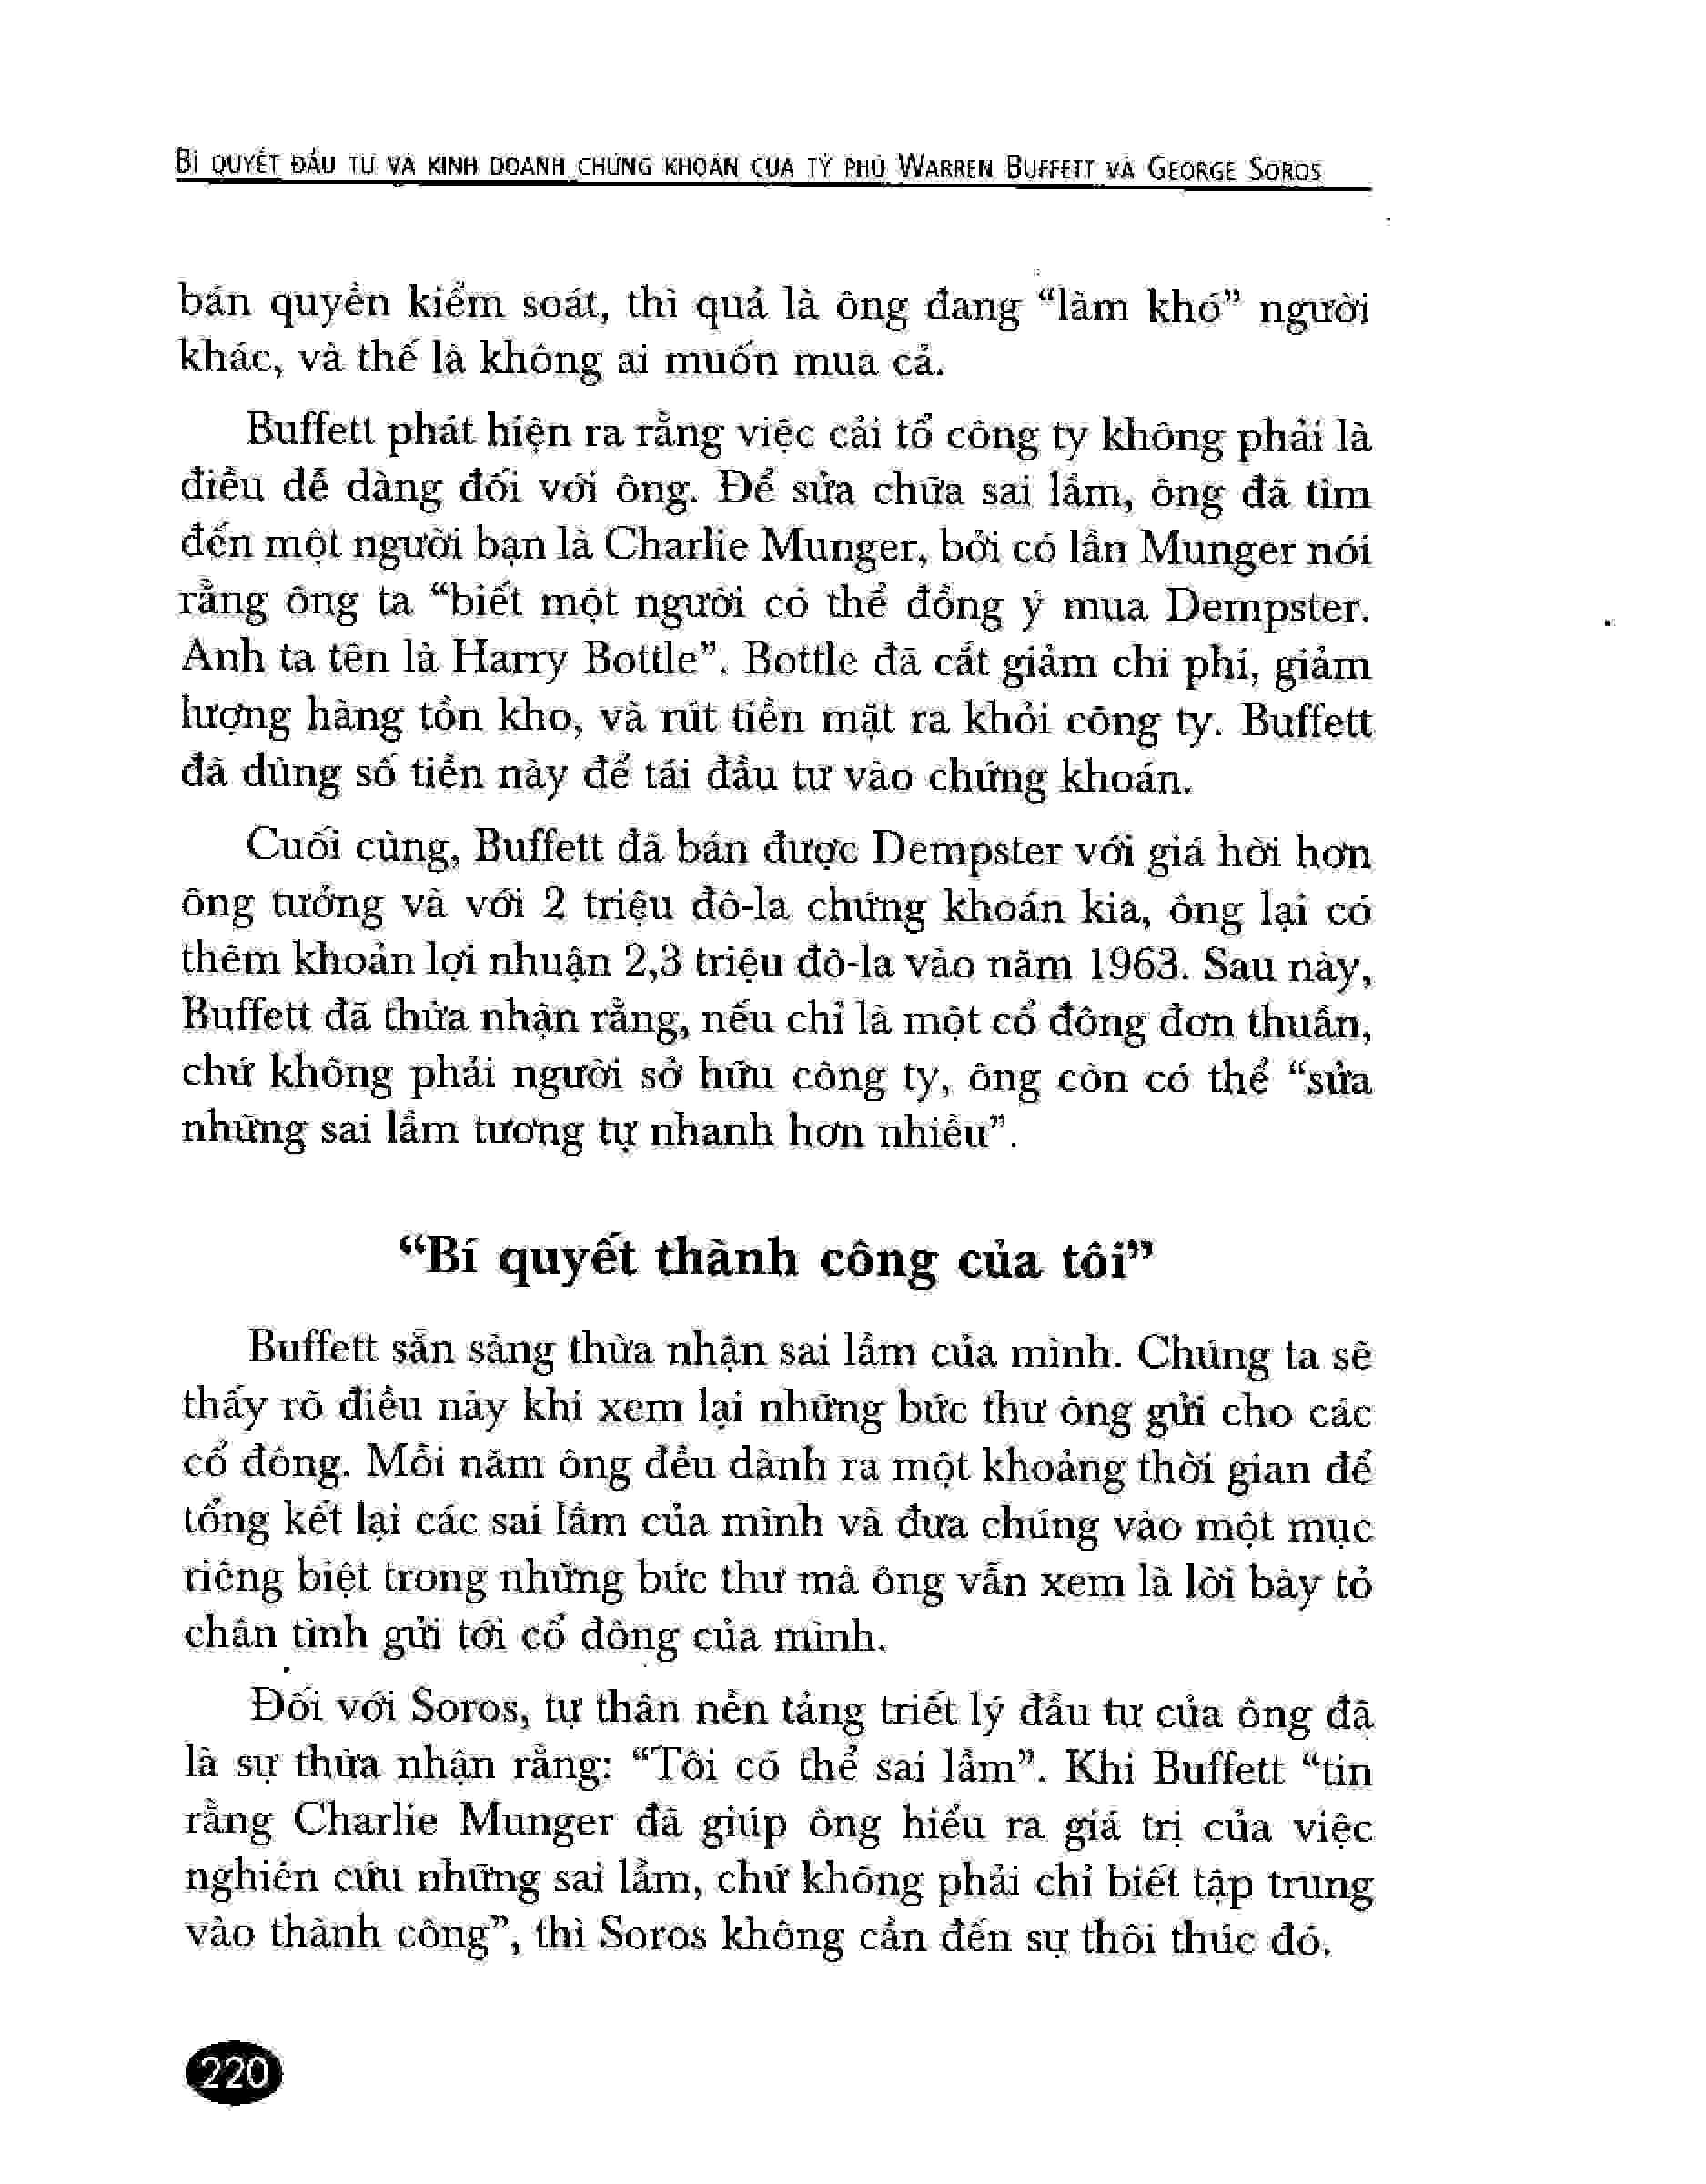 BÍ QUYẾT ĐẦU TƯ VÀ KINH DOANH CHỨNG KHOÁN CỦA TỶ PHÚ WARREN BUFFETT VÀ GEORGE SOROS
bán quyền kiểm soát, thì quả là ông đang “làm khó” người
khác, và thế là không ai muốn mua cả.
Buffett phát hiện ra rằng việc cải tổ công ty không phải là
điều dễ dàng đối với ông. Để sửa chữa sai lầm, ông đã tìm
đến một người bạn là Charlie Munger, bởi có lần Munger nói
rằng ông ta “biết một người có thể đồng ý mua Dempster.
Anh ta tên là Harry Bottle”. Bottle đã cắt giảm chi phí, giảm
lượng hàng tồn kho, và rút tiền mặt ra khỏi công ty. Buffett
đã dùng số tiền này để tái đầu tư vào chứng khoán.
Cuối cùng, Buffett đã bán được Dempster với giá hời hơn
ông tưởng và với 2 triệu đô-la chứng khoán kia, ông lại có
thêm khoản lợi nhuận 2,3 triệu đô-la vào năm 1963. Sau này,
Buffett đã thừa nhận rằng, nếu chỉ là một cổ đông đơn thuần,
chứ không phải người sở hữu công ty, ông còn có thể “sửa
những sai lầm tương tự nhanh hơn nhiều”.
“Bí quyết thành công của tôi”
Buffett sẵn sàng thừa nhận sai lầm của mình. Chúng ta sẽ
thấy rõ điều này khi xem lại những bức thư ông gửi cho các
cổ đông. Mỗi năm ông đều dành ra một khoảng thời gian để
tổng kết lại các sai lầm của mình và đưa chúng vào một mục
riêng biệt trong những bức thư mà ông vẫn xem là lời bày tỏ
chân tình gửi tới cổ đông của mình.
Đối với Soros, tự thân nền tảng triết lý đầu tư của ông đã
là sự thừa nhận rằng: “Tôi có thể sai lầm”. Khi Buffett “tin
rằng Charlie Munger đã giúp ông hiểu ra giá trị của việc
nghiên cứu những sai lầm, chứ không phải chỉ biết tập trung
vào thành công”, thì Soros không cần đến sự thôi thúc đó.
220